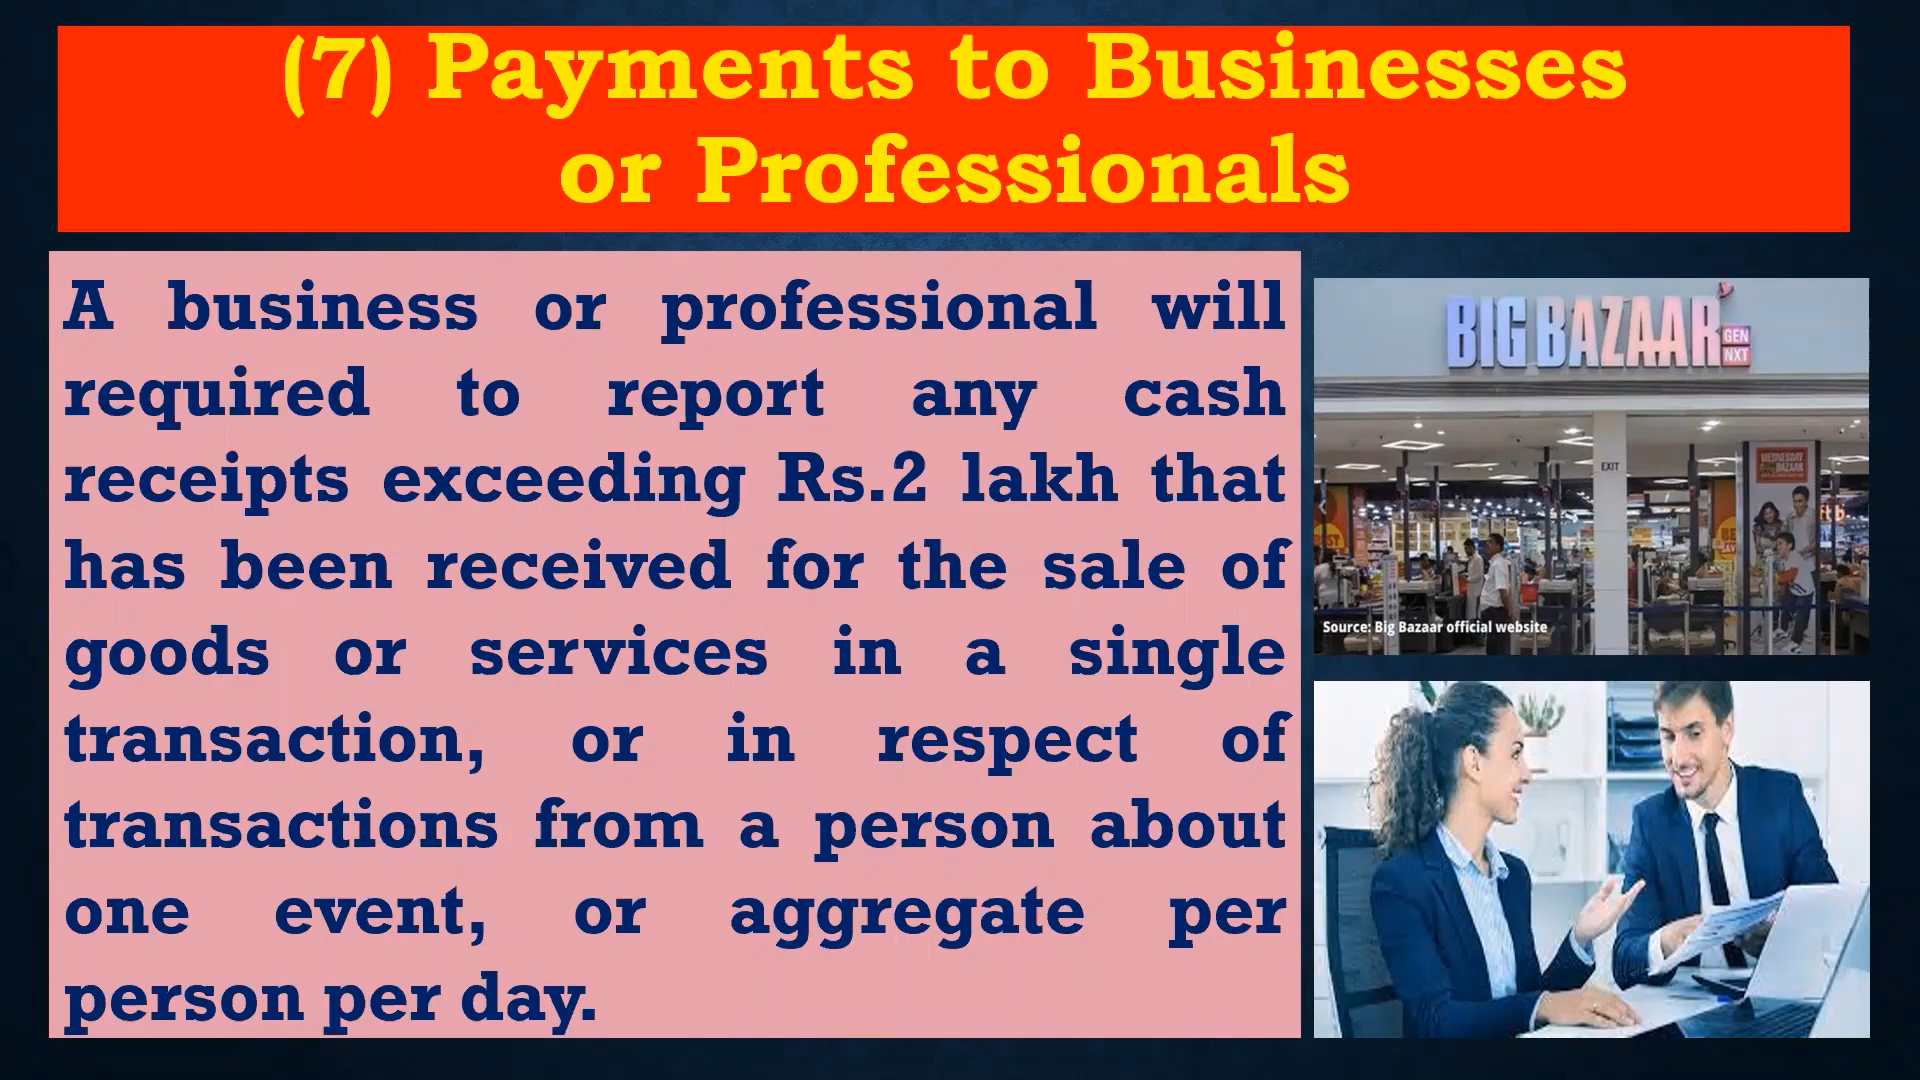 (7) Payments to Businesses
or Professionals
A business or professional will
required to report any cash
receipts exceeding Rs.2 lakh that
has been received for the sale of
goods or services in a single
transaction, or in respect of
transactions from a person about
one event, or aggregate per
person per day.
BIG BAZAAR
GEN
NXT
EXIT
WEDNESDAY
BAZAAR
fbb
Source: Big Bazaar official website